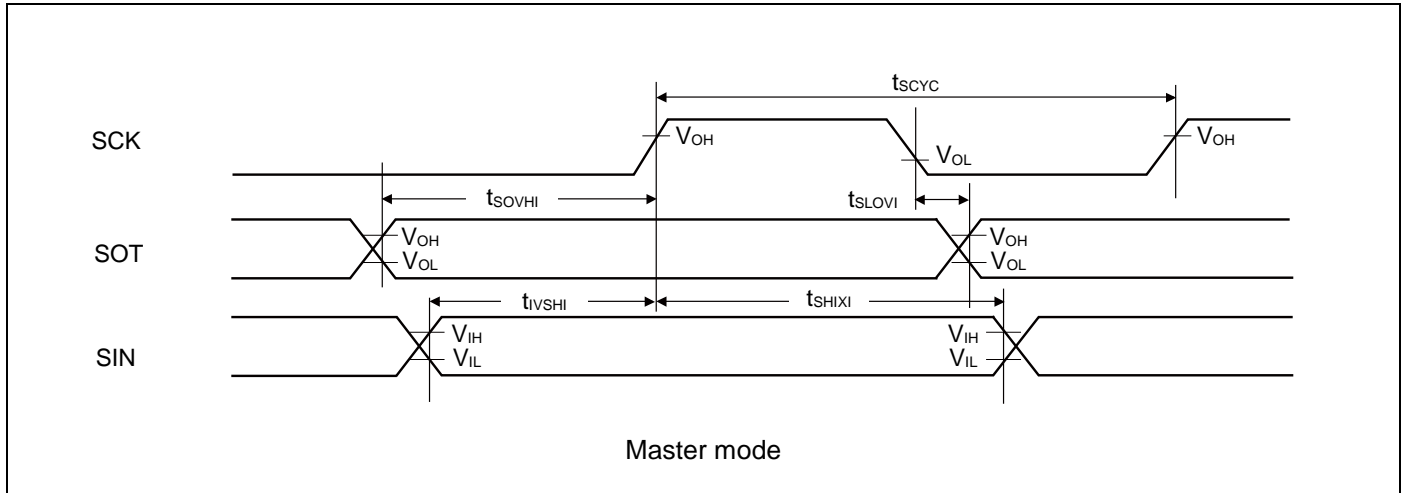 tSCYC
SCK
VOH
VOL
VOH
tSOVHI
tSLOVI
SOT
VOH
VOL
VOH
VOL
tIVSHI
tSHIXI
SIN
VIH
VIL
VIH
VIL
Master mode